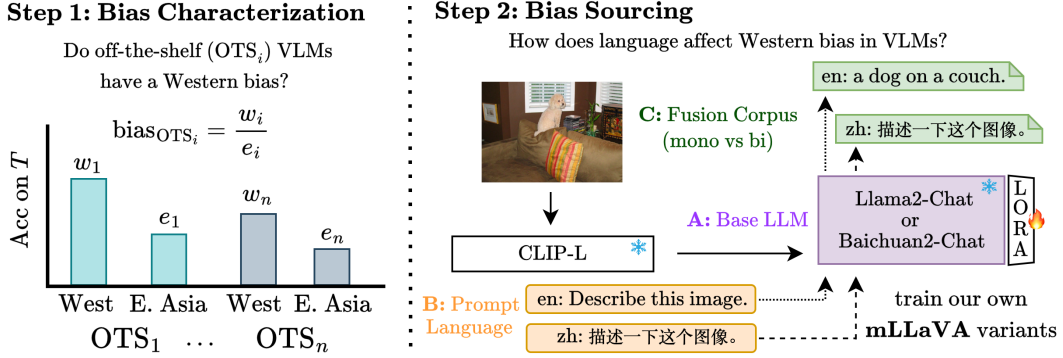 Step 1: Bias Characterization
Do off-the-shelf (OTSᵢ) VLMs
have a Western bias?
bias_OTSᵢ = wᵢ / eᵢ
Acc on T
w₁
e₁
wₙ
eₙ
West E. Asia West E. Asia
OTS₁ ... OTSₙ
Step 2: Bias Sourcing
How does language affect Western bias in VLMs?
C: Fusion Corpus
(mono vs bi)
en: a dog on a couch.
zh: 描述一下这个图像。
A: Base LLM
Llama2-Chat
or
Baichuan2-Chat
LORA
CLIP-L
B: Prompt
Language
en: Describe this image.
zh: 描述一下这个图像。
train our own
mLLaVA variants